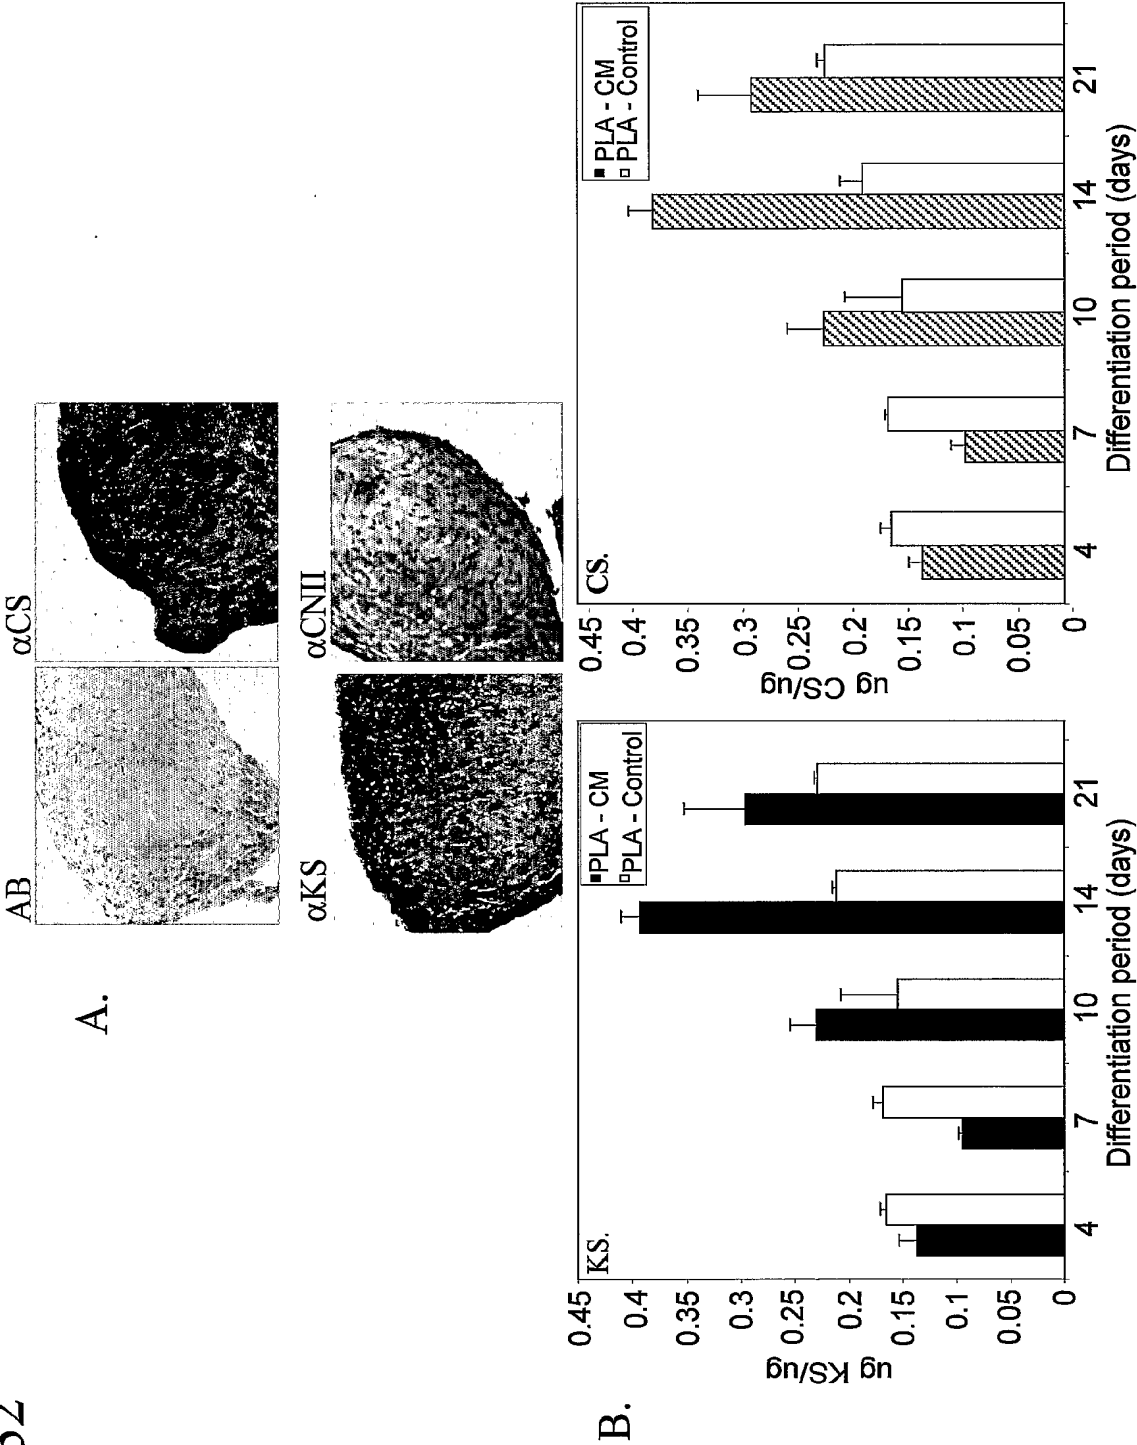 A.
AB
αCS
αKS
αCNII
B.
KS.
PLA - CM
PLA - Control
ug KS/ug
0.45
0.4
0.35
0.3
0.25
0.2
0.15
0.1
0.05
0
4
7
10
14
21
Differentiation period (days)
CS.
PLA - CM
PLA - Control
ug CS/ug
0.45
0.4
0.35
0.3
0.25
0.2
0.15
0.1
0.05
0
4
7
10
14
21
Differentiation period (days)